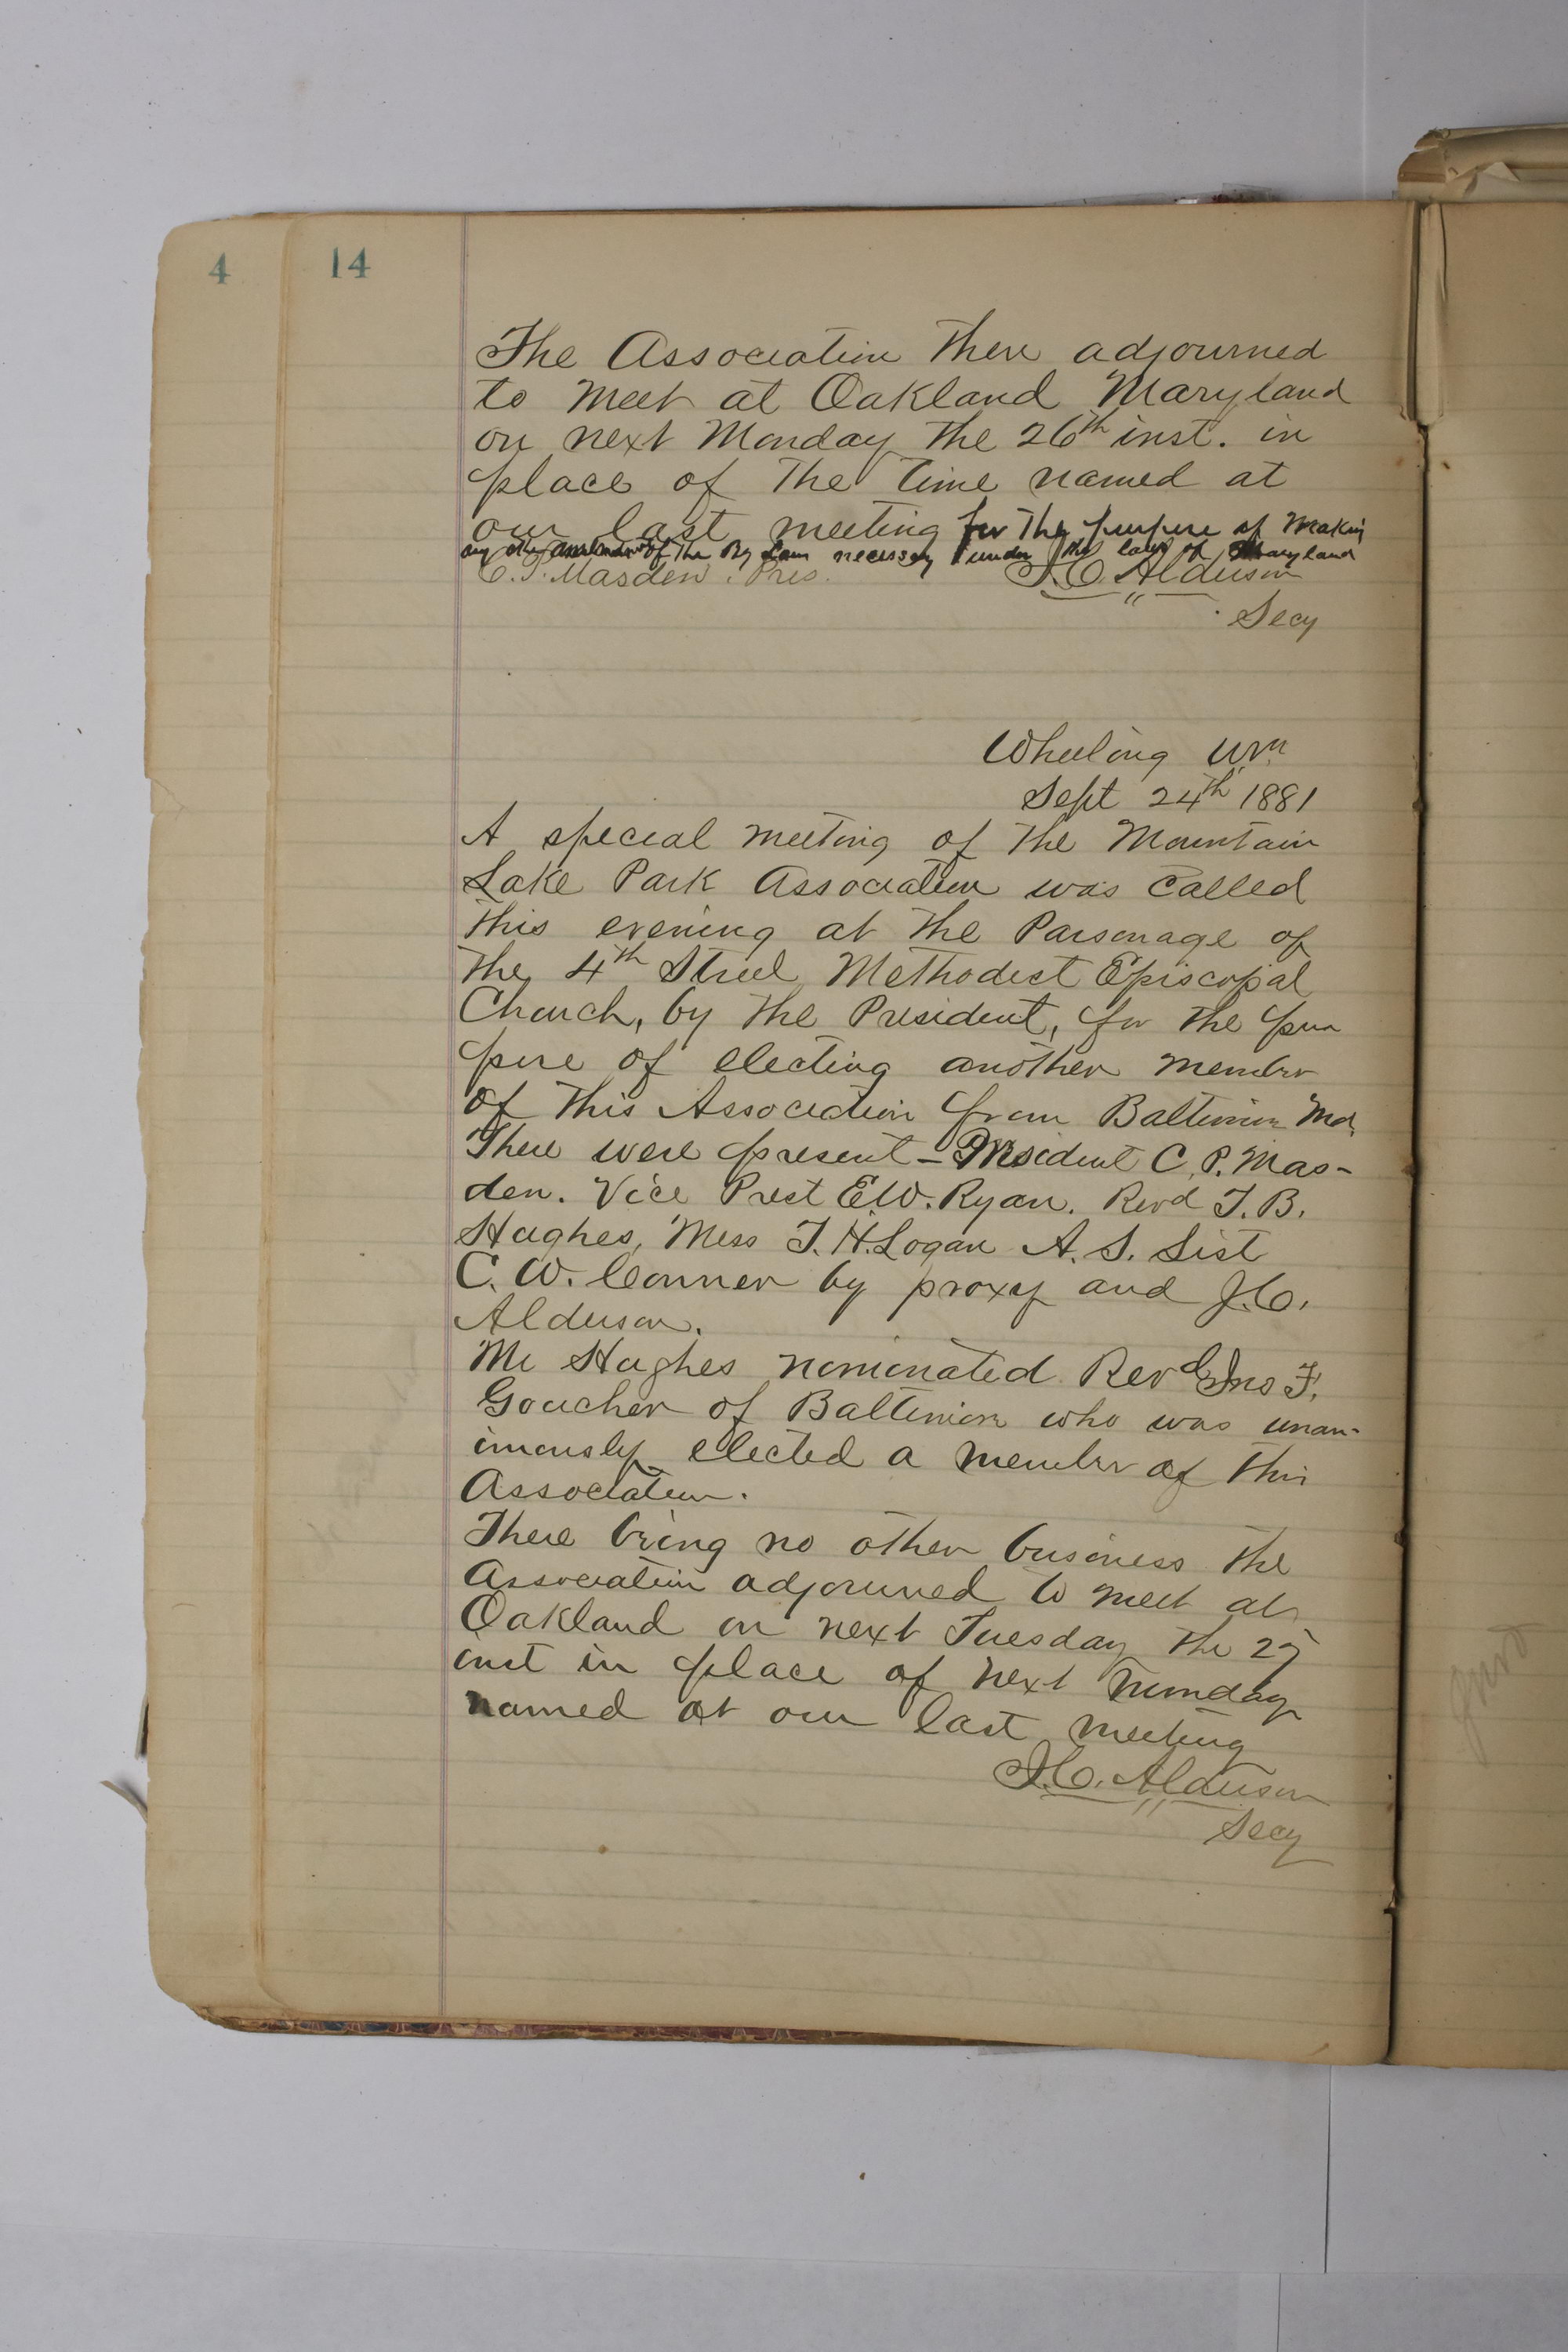 4
14
The Association then adjourned
to meet at Oakland Maryland
on next Monday the 26th inst. in
place of the time named at
our last meeting for the purpose of making
any other amendments of the By Laws necessary under the laws of Maryland
C. P. Masden. Pres. J. C. Alderson
Secy
Wheeling W.Va
Sept 24th 1881
A special meeting of the Mountain
Lake Park Association was called
this evening at the Parsonage of
the 4th Street Methodist Episcopal
Church, by the President, for the pur
pose of electing another member
of this Association from Baltimore Md.
There were present - President C. P. Mas-
den. Vice Prest E. W. Ryan. Revd T. B.
Hughes, Mess T. H. Logan A. S. List
C. W. Conner by proxy and J. C.
Alderson.
Mr Hughes nominated Revd Jno F.
Goucher of Baltimore who was unan-
imously elected a member of this
Association.
There being no other business the
Association adjourned to meet at
Oakland on next Tuesday the 27
inst in place of next Monday
named at our last meeting
J. C. Alderson
Secy